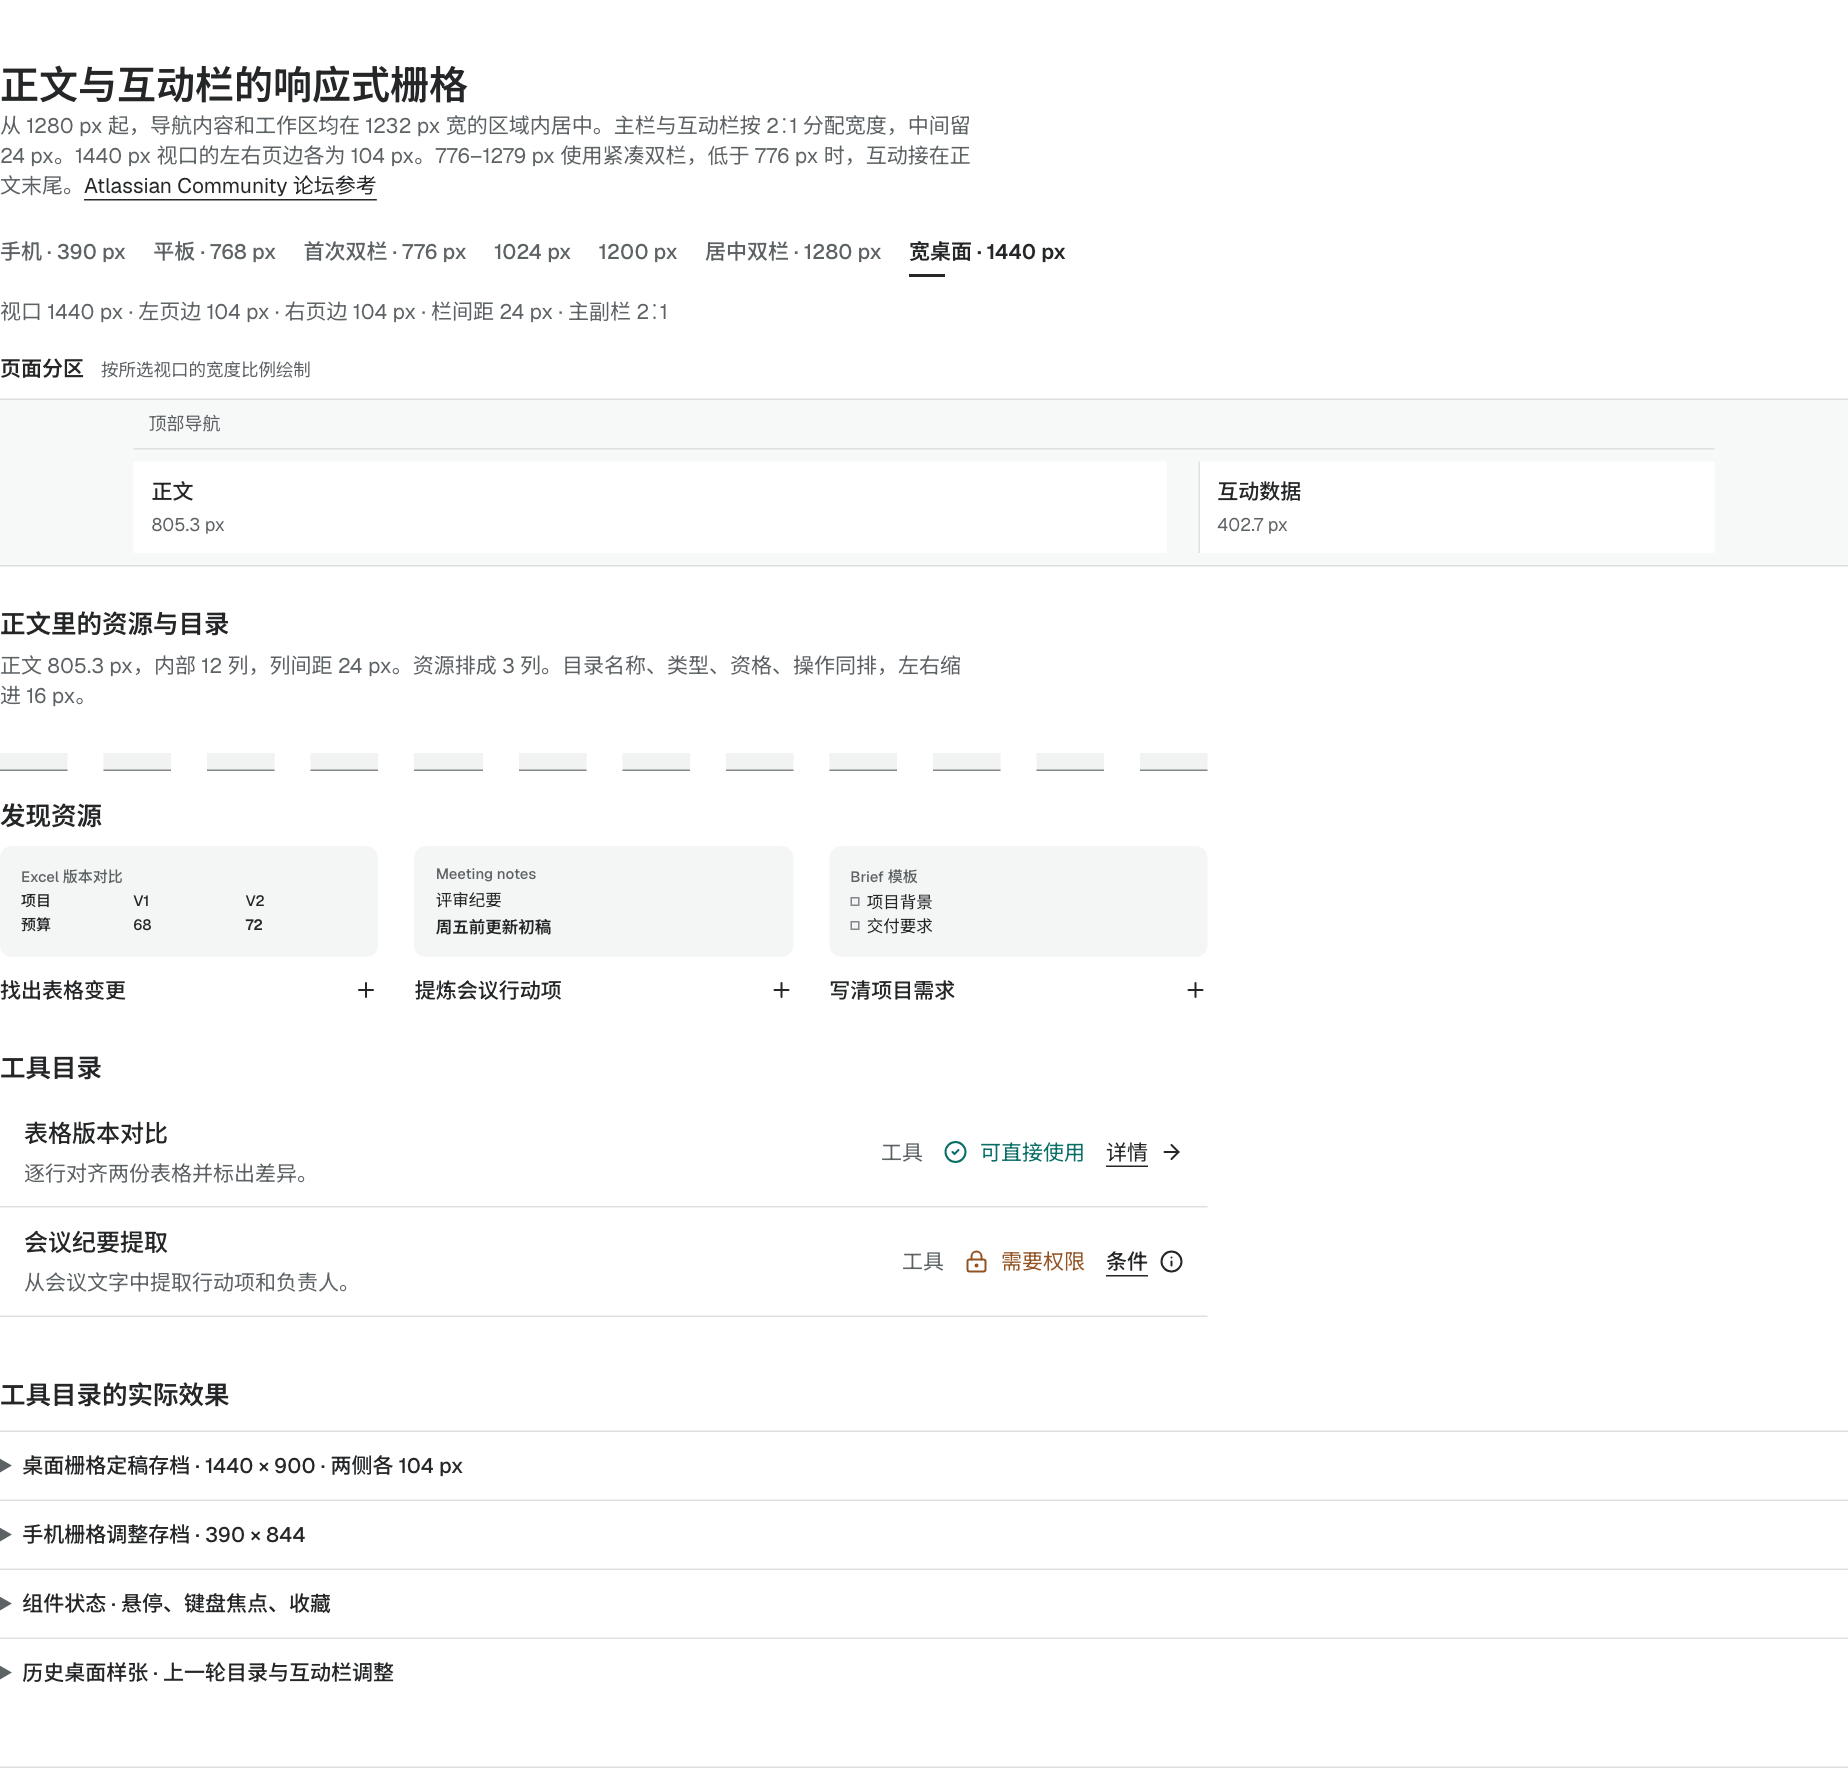 正文与互动栏的响应式栅格
从 1280 px 起，导航内容和工作区均在 1232 px 宽的区域内居中。主栏与互动栏按 2∶1 分配宽度，中间留
24 px。1440 px 视口的左右页边各为 104 px。776–1279 px 使用紧凑双栏，低于 776 px 时，互动接在正
文末尾。Atlassian Community 论坛参考
手机 · 390 px 平板 · 768 px 首次双栏 · 776 px 1024 px 1200 px 居中双栏 · 1280 px 宽桌面 · 1440 px
视口 1440 px · 左页边 104 px · 右页边 104 px · 栏间距 24 px · 主副栏 2∶1
页面分区 按所选视口的宽度比例绘制
顶部导航
正文
805.3 px
互动数据
402.7 px
正文里的资源与目录
正文 805.3 px，内部 12 列，列间距 24 px。资源排成 3 列。目录名称、类型、资格、操作同排，左右缩
进 16 px。
发现资源
Excel 版本对比
项目 V1 V2
预算 68 72
找出表格变更
Meeting notes
评审纪要
周五前更新初稿
提炼会议行动项
Brief 模板
项目背景
交付要求
写清项目需求
工具目录
表格版本对比
逐行对齐两份表格并标出差异。
工具 可直接使用 详情
会议纪要提取
从会议文字中提取行动项和负责人。
工具 需要权限 条件
工具目录的实际效果
桌面栅格定稿存档 · 1440 × 900 · 两侧各 104 px
手机栅格调整存档 · 390 × 844
组件状态 · 悬停、键盘焦点、收藏
历史桌面样张 · 上一轮目录与互动栏调整